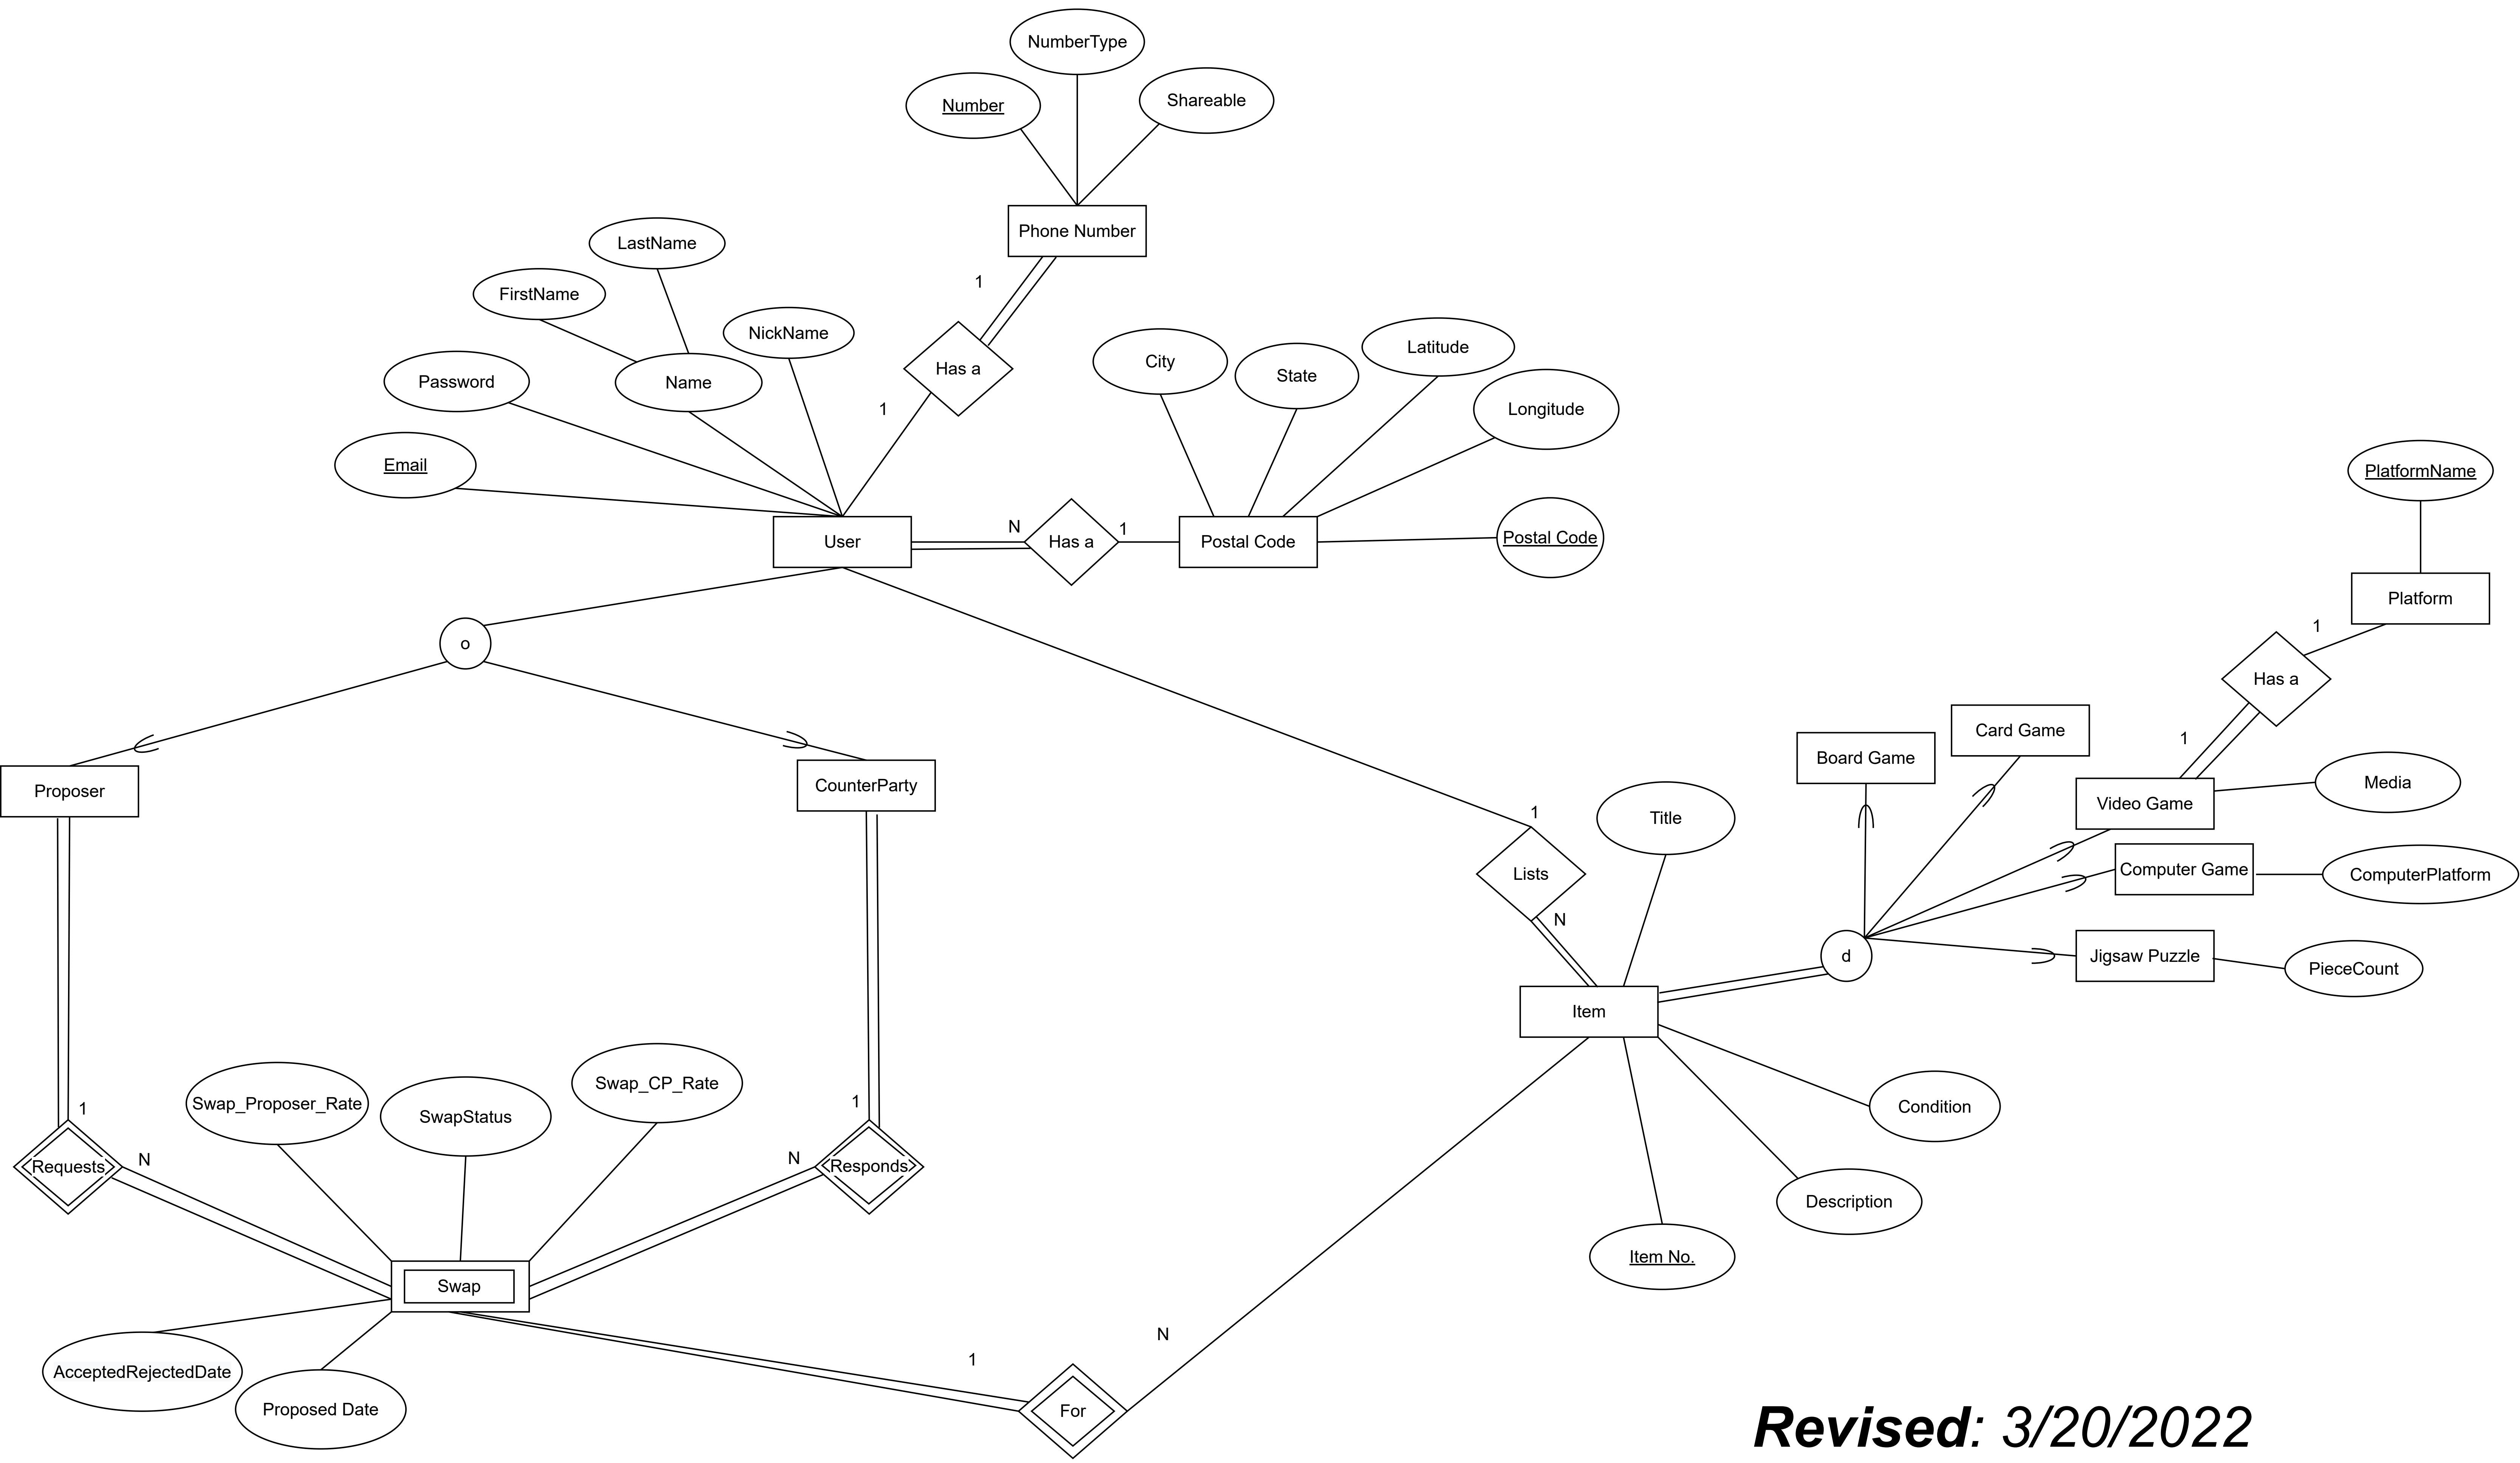 NumberType
Number
Shareable
Phone Number
LastName
FirstName
NickName
Name
Password
Email
1
Has a
1
City
State
Latitude
Longitude
PlatformName
User
N
Has a
1
Postal Code
Postal Code
Platform
o
1
Has a
1
Proposer
CounterParty
Board Game
Card Game
Video Game
Media
1
Lists
N
Title
Computer Game
ComputerPlatform
d
Jigsaw Puzzle
PieceCount
Item
Condition
Description
Item No.
1
Requests
N
Swap_Proposer_Rate
SwapStatus
Swap_CP_Rate
1
N
Responds
Swap
AcceptedRejectedDate
Proposed Date
1
N
For
Revised: 3/20/2022